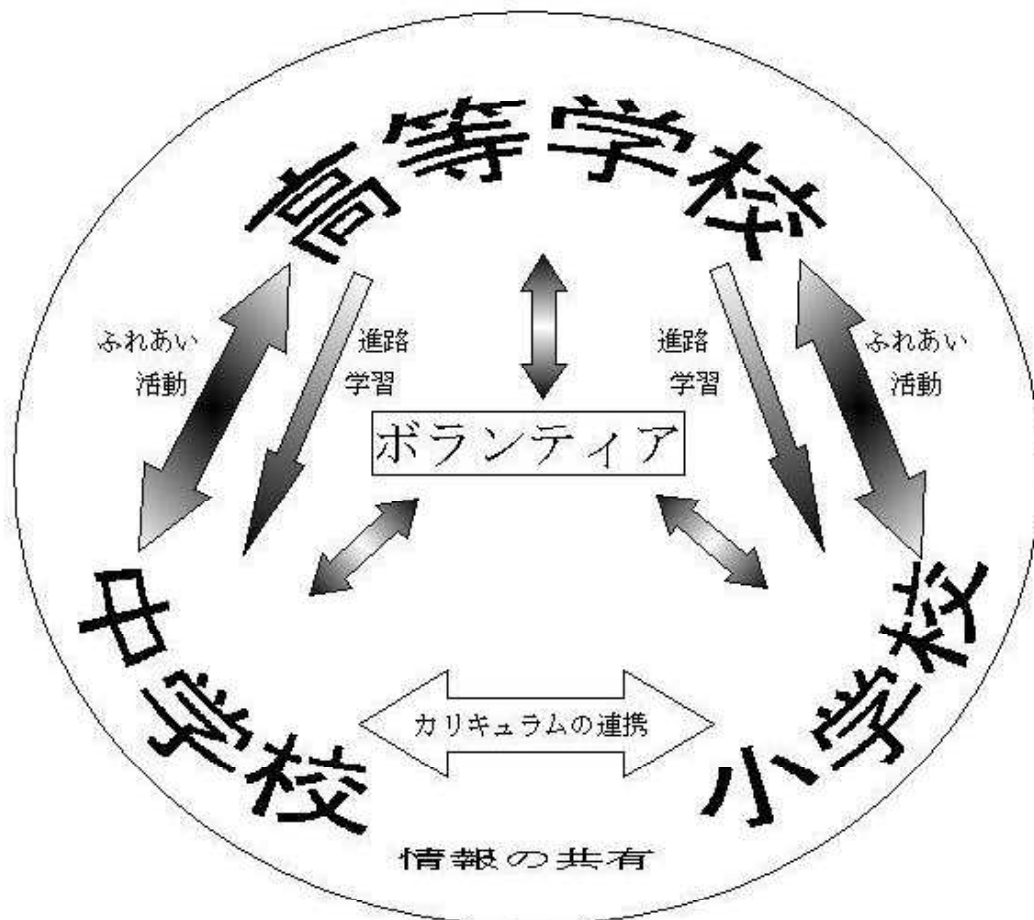 高等学校
ふれあい
活動
進路
学習
進路
学習
ふれあい
活動
ボランティア
中学校
小学校
カリキュラムの連携
情報の共有